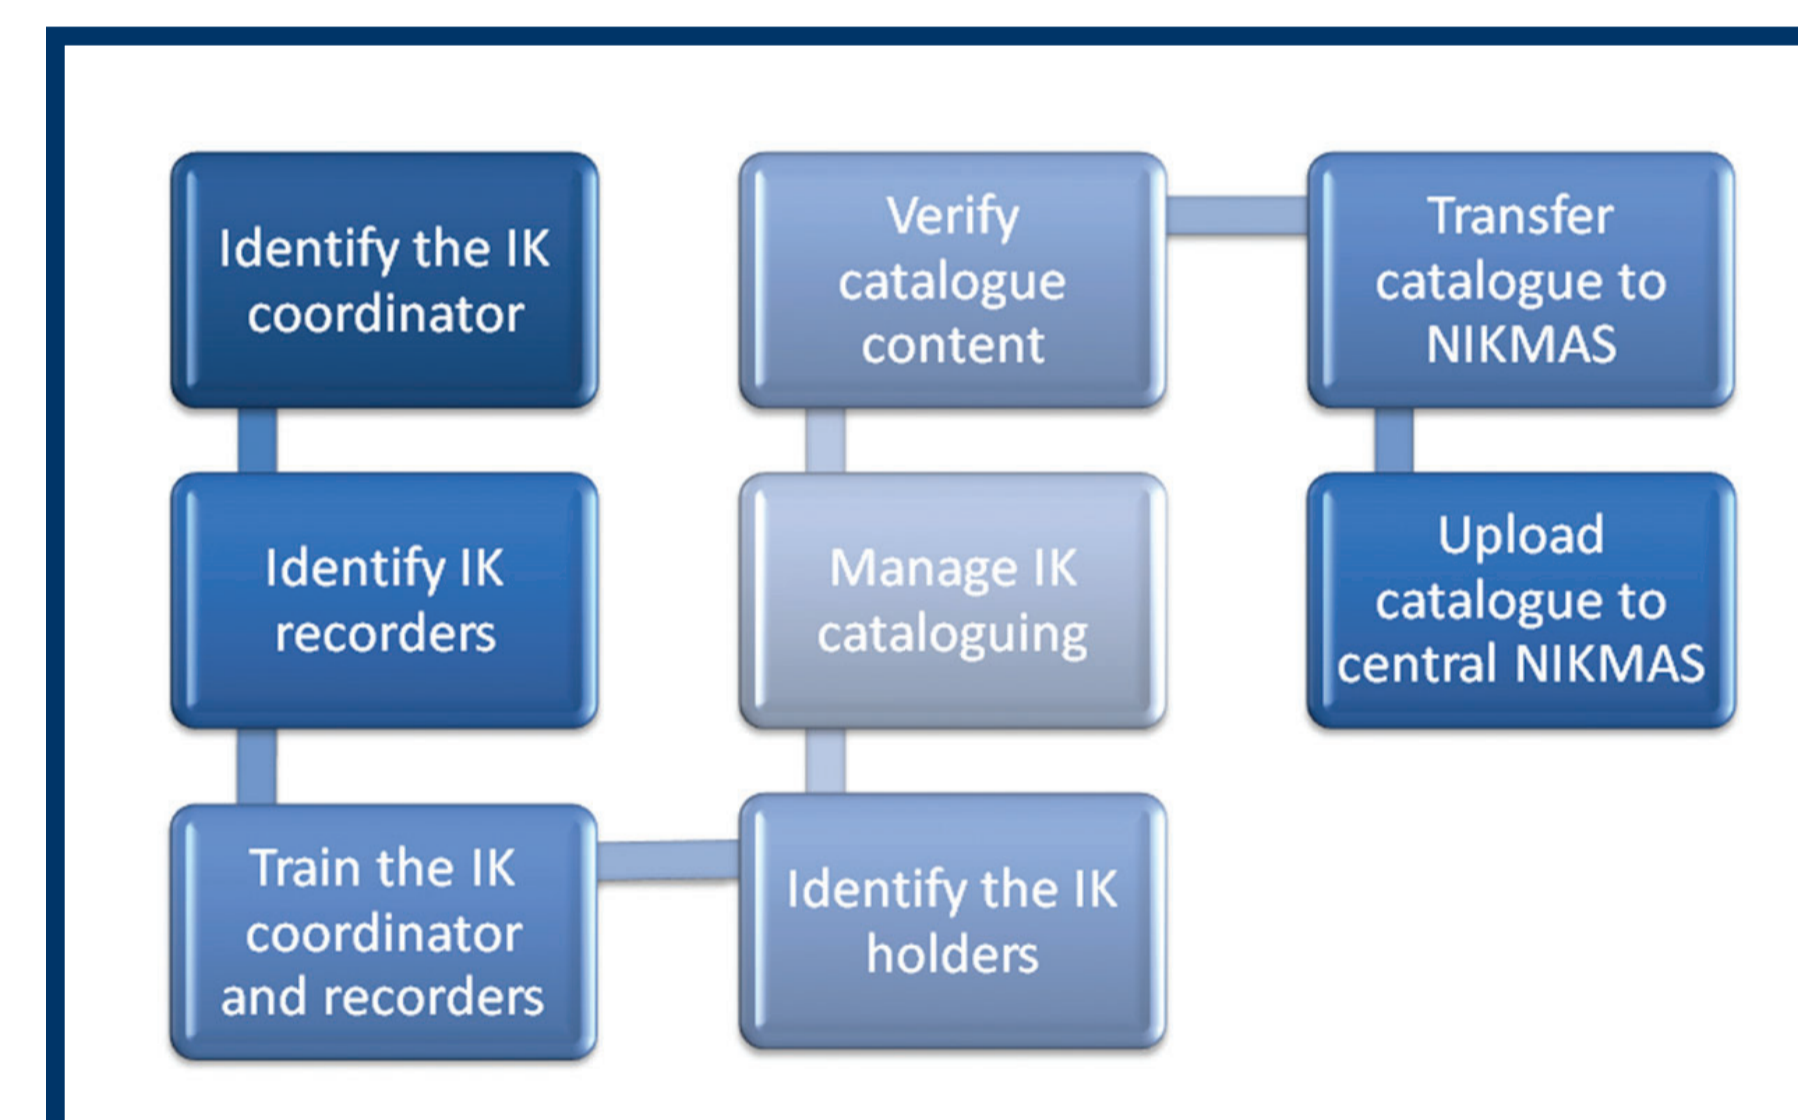 Identify the IK
coordinator
Identify IK
recorders
Train the IK
coordinator
and recorders
Identify the IK
holders
Manage IK
cataloguing
Verify
catalogue
content
Transfer
catalogue to
NIKMAS
Upload
catalogue to
central NIKMAS